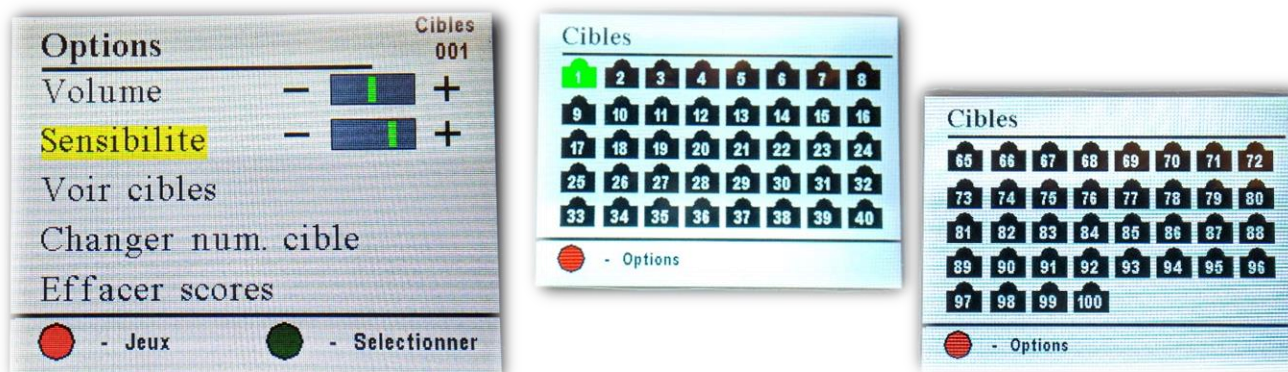 Options
Cibles
001
Volume - +
Sensibilite - +
Voir cibles
Changer num. cible
Effacer scores
- Jeux - Selectionner
Cibles
1 2 3 4 5 6 7 8
9 10 11 12 13 14 15 16
17 18 19 20 21 22 23 24
25 26 27 28 29 30 31 32
33 34 35 36 37 38 39 40
- Options
Cibles
65 66 67 68 69 70 71 72
73 74 75 76 77 78 79 80
81 82 83 84 85 86 87 88
89 90 91 92 93 94 95 96
97 98 99 100
- Options